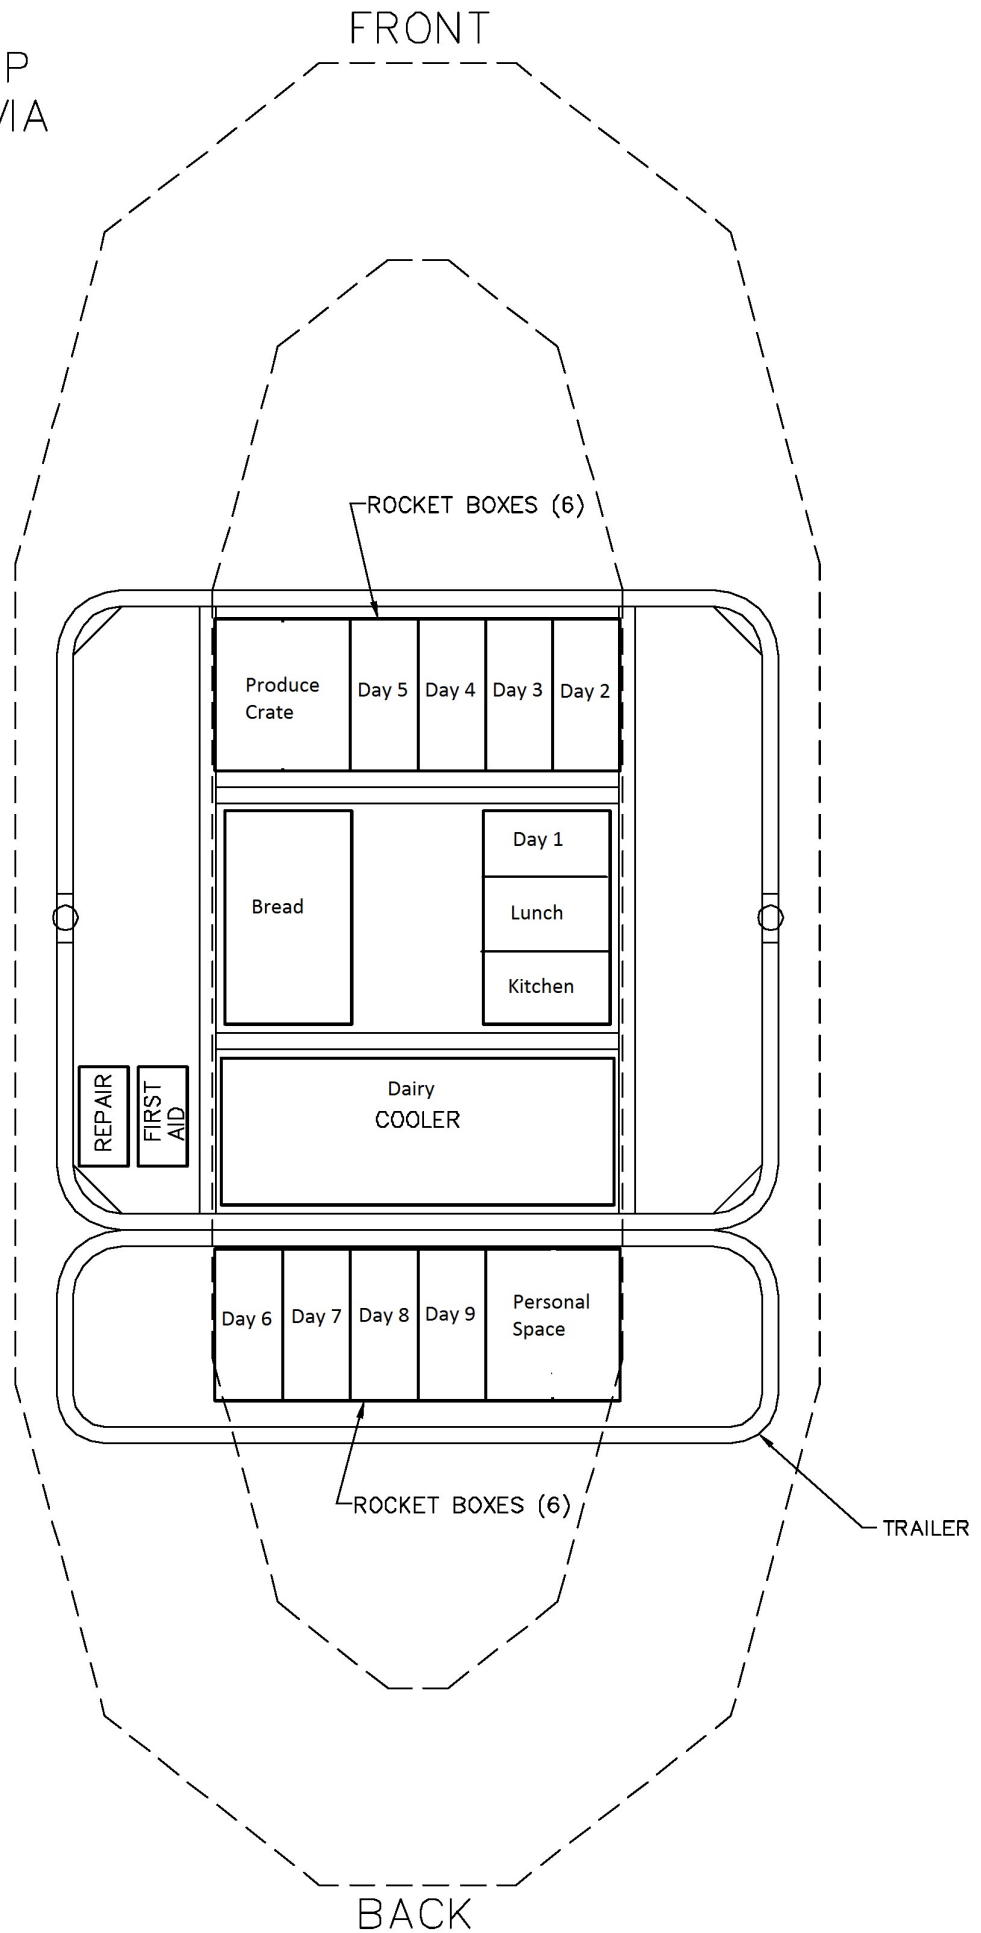 FRONT
P
VIA
ROCKET BOXES (6)
Produce
Crate
Day 5
Day 4
Day 3
Day 2
Day 1
Bread
Lunch
Kitchen
REPAIR
FIRST
AID
Dairy
COOLER
Day 6
Day 7
Day 8
Day 9
Personal
Space
ROCKET BOXES (6)
TRAILER
BACK